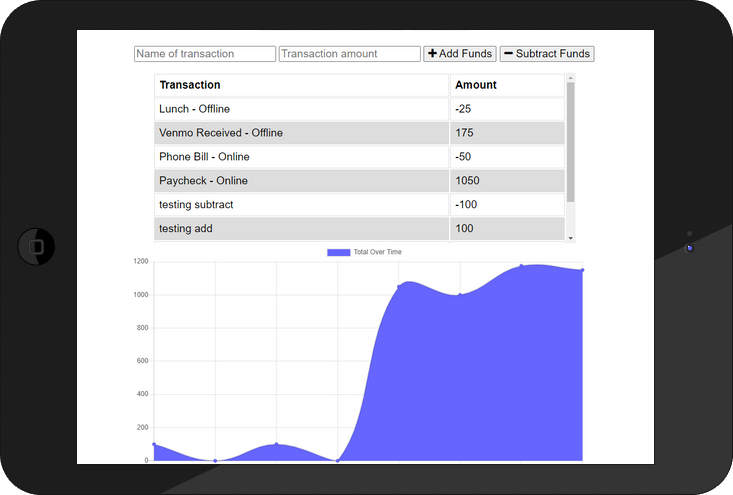 Name of transaction Transaction amount Add Funds Subtract Funds
Transaction Amount
Lunch - Offline -25
Venmo Received - Offline 175
Phone Bill - Online -50
Paycheck - Online 1050
testing subtract -100
testing add 100
Total Over Time
1200
1000
800
600
400
200
0